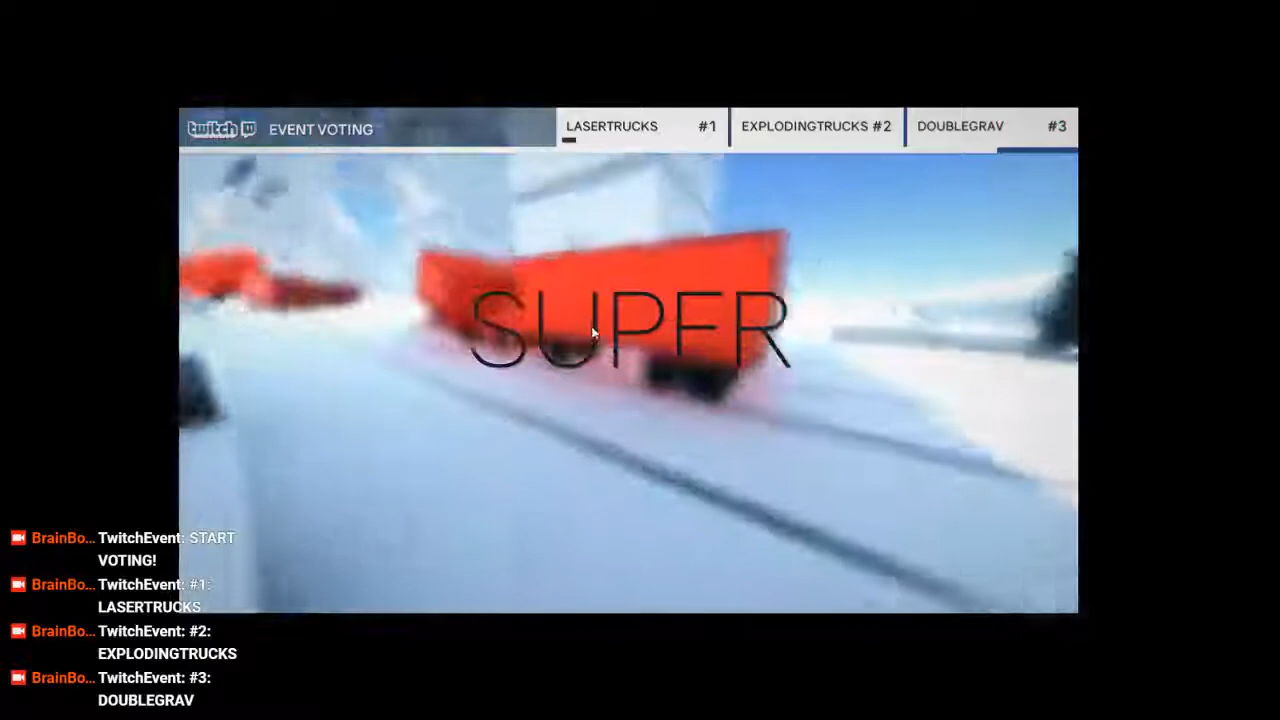 twitch EVENT VOTING LASERTRUCKS #1 EXPLODINGTRUCKS #2 DOUBLEGRAV #3
SUPER
BrainBo... TwitchEvent: START
VOTING!
BrainBo... TwitchEvent: #1:
LASERTRUCKS
BrainBo... TwitchEvent: #2:
EXPLODINGTRUCKS
BrainBo... TwitchEvent: #3:
DOUBLEGRAV